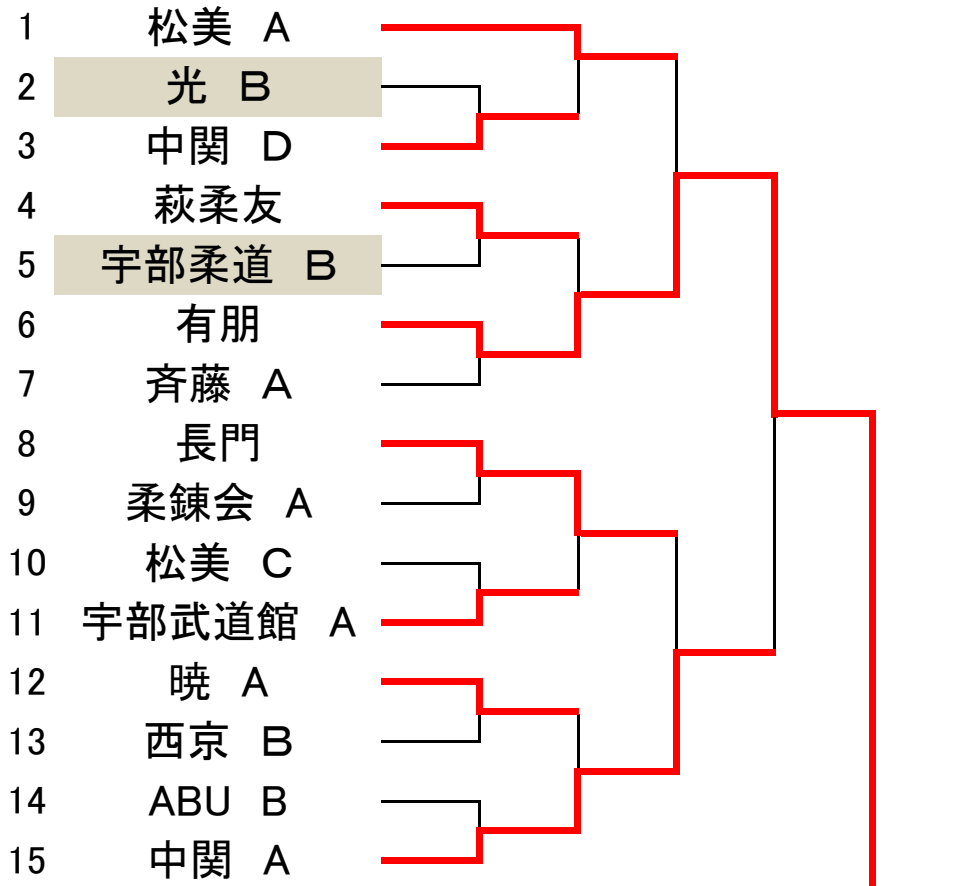 1 松美 A
2 光 B
3 中関 D
4 萩柔友
5 宇部柔道 B
6 有朋
7 斉藤 A
8 長門
9 柔錬会 A
10 松美 C
11 宇部武道館 A
12 暁 A
13 西京 B
14 ABU B
15 中関 A